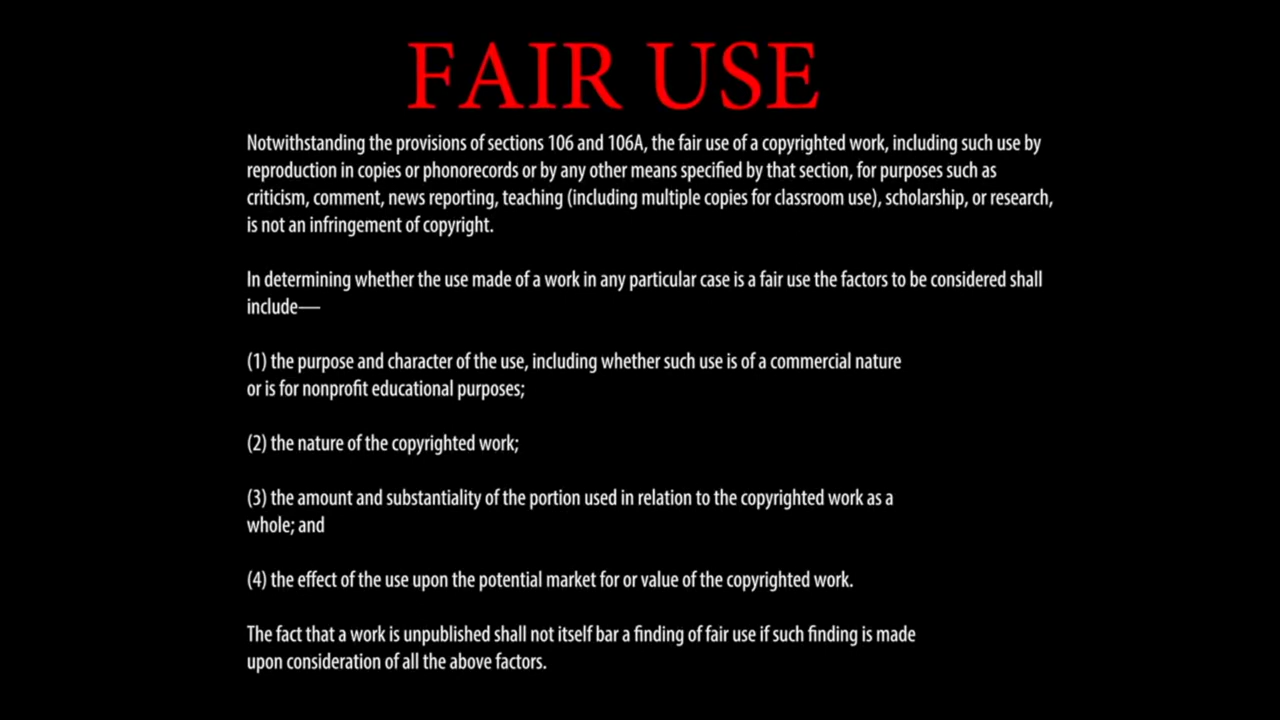 FAIR USE
Notwithstanding the provisions of sections 106 and 106A, the fair use of a copyrighted work, including such use by
reproduction in copies or phonorecords or by any other means specified by that section, for purposes such as
criticism, comment, news reporting, teaching (including multiple copies for classroom use), scholarship, or research,
is not an infringement of copyright.
In determining whether the use made of a work in any particular case is a fair use the factors to be considered shall
include—
(1) the purpose and character of the use, including whether such use is of a commercial nature
or is for nonprofit educational purposes;
(2) the nature of the copyrighted work;
(3) the amount and substantiality of the portion used in relation to the copyrighted work as a
whole; and
(4) the effect of the use upon the potential market for or value of the copyrighted work.
The fact that a work is unpublished shall not itself bar a finding of fair use if such finding is made
upon consideration of all the above factors.